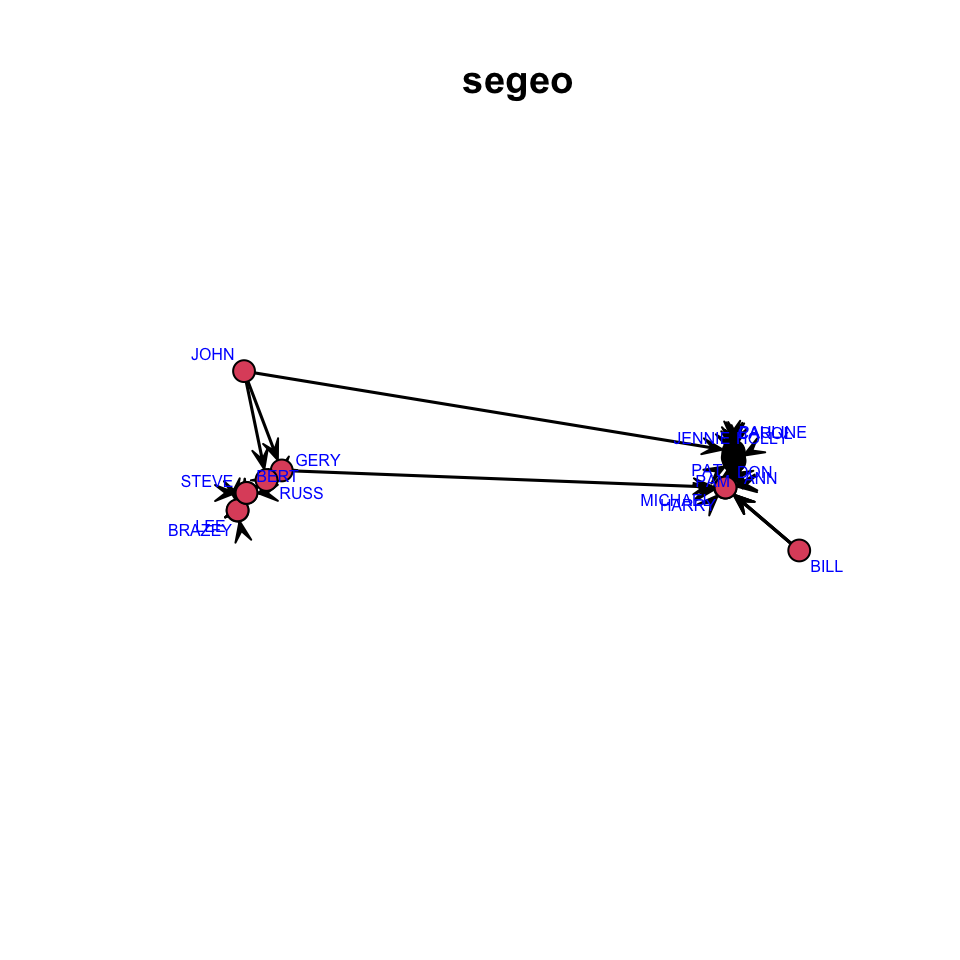 segeo
JOHN
GERY
BERT
STEVE
RUSS
LEE
BRAZEY
PAULINE
CAROL
JENNIE
HOLLY
PAT
DON
PAM
ANN
MICHAEL
HARRY
BILL